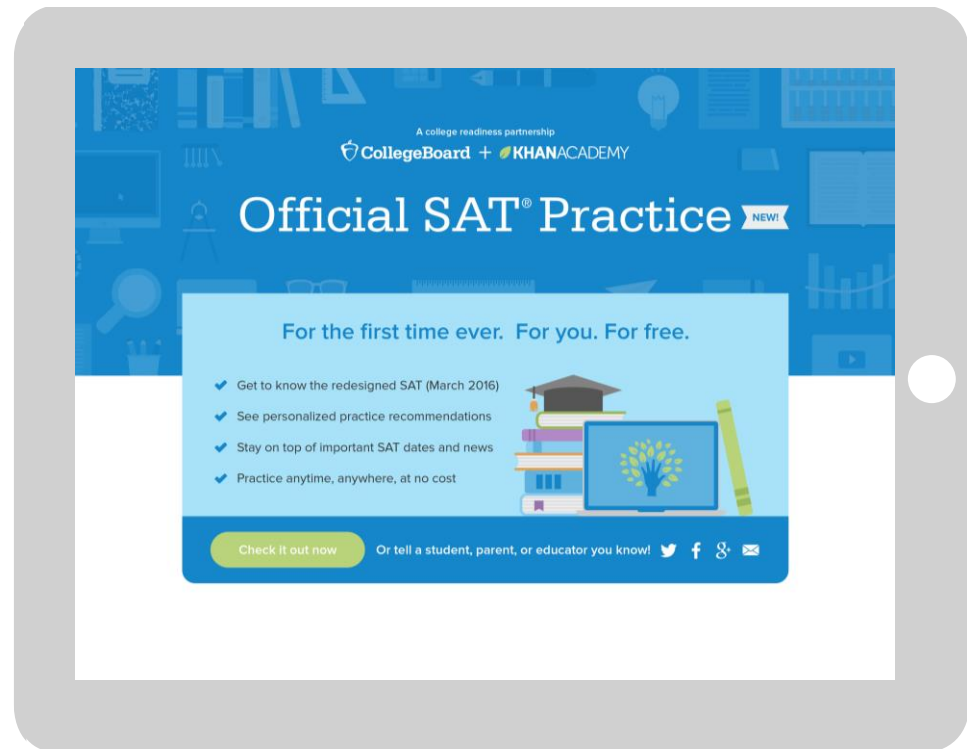 A college readiness partnership
CollegeBoard + KHANACADEMY
Official SAT® Practice NEW!
For the first time ever. For you. For free.
Get to know the redesigned SAT (March 2016)
See personalized practice recommendations
Stay on top of important SAT dates and news
Practice anytime, anywhere, at no cost
Check it out now Or tell a student, parent, or educator you know!